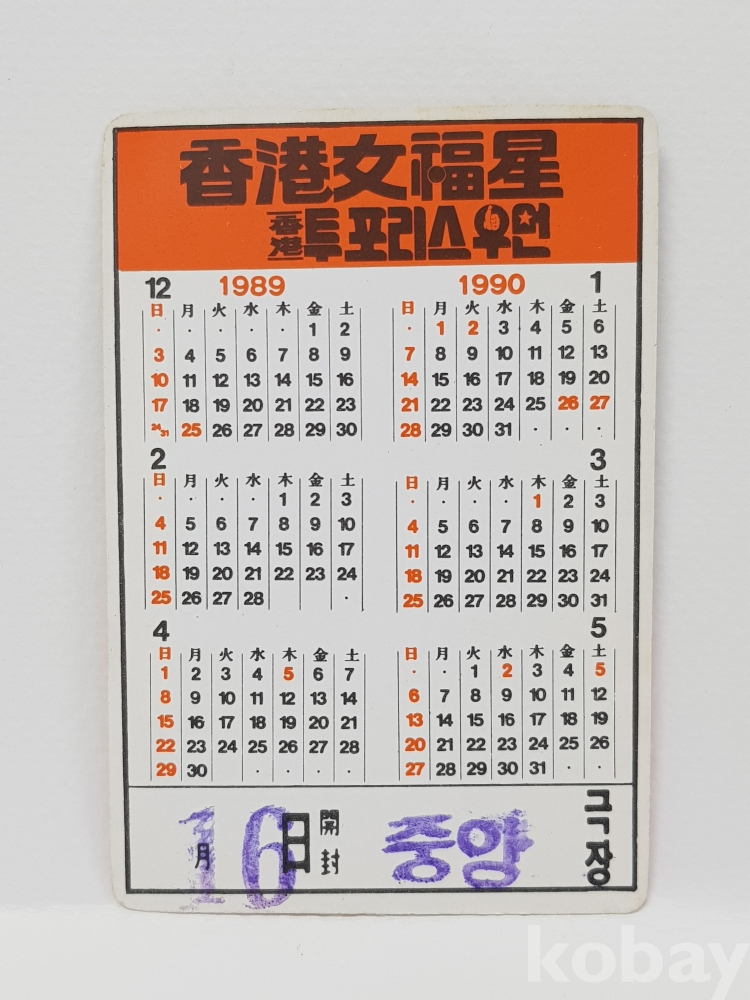 香港女福星
香港 투 포리스 우먼
12 1989
日 月 火 水 木 金 土
· · · · · 1 2
3 4 5 6 7 8 9
10 11 12 13 14 15 16
17 18 19 20 21 22 23
24/31 25 26 27 28 29 30
1990 1
日 月 火 水 木 金 土
· 1 2 3 4 5 6
7 8 9 10 11 12 13
14 15 16 17 18 19 20
21 22 23 24 25 26 27
28 29 30 31 · · ·
2
日 月 火 水 木 金 土
· · · · 1 2 3
4 5 6 7 8 9 10
11 12 13 14 15 16 17
18 19 20 21 22 23 24
25 26 27 28 ·
3
日 月 火 水 木 金 土
· · · · 1 2 3
4 5 6 7 8 9 10
11 12 13 14 15 16 17
18 19 20 21 22 23 24
25 26 27 28 29 30 31
4
日 月 火 水 木 金 土
1 2 3 4 5 6 7
8 9 10 11 12 13 14
15 16 17 18 19 20 21
22 23 24 25 26 27 28
29 30 · · ·
5
日 月 火 水 木 金 土
· · 1 2 3 4 5
6 7 8 9 10 11 12
13 14 15 16 17 18 19
20 21 22 23 24 25 26
27 28 29 30 31 · ·
1月 6日 開封 중앙 극장
kobay